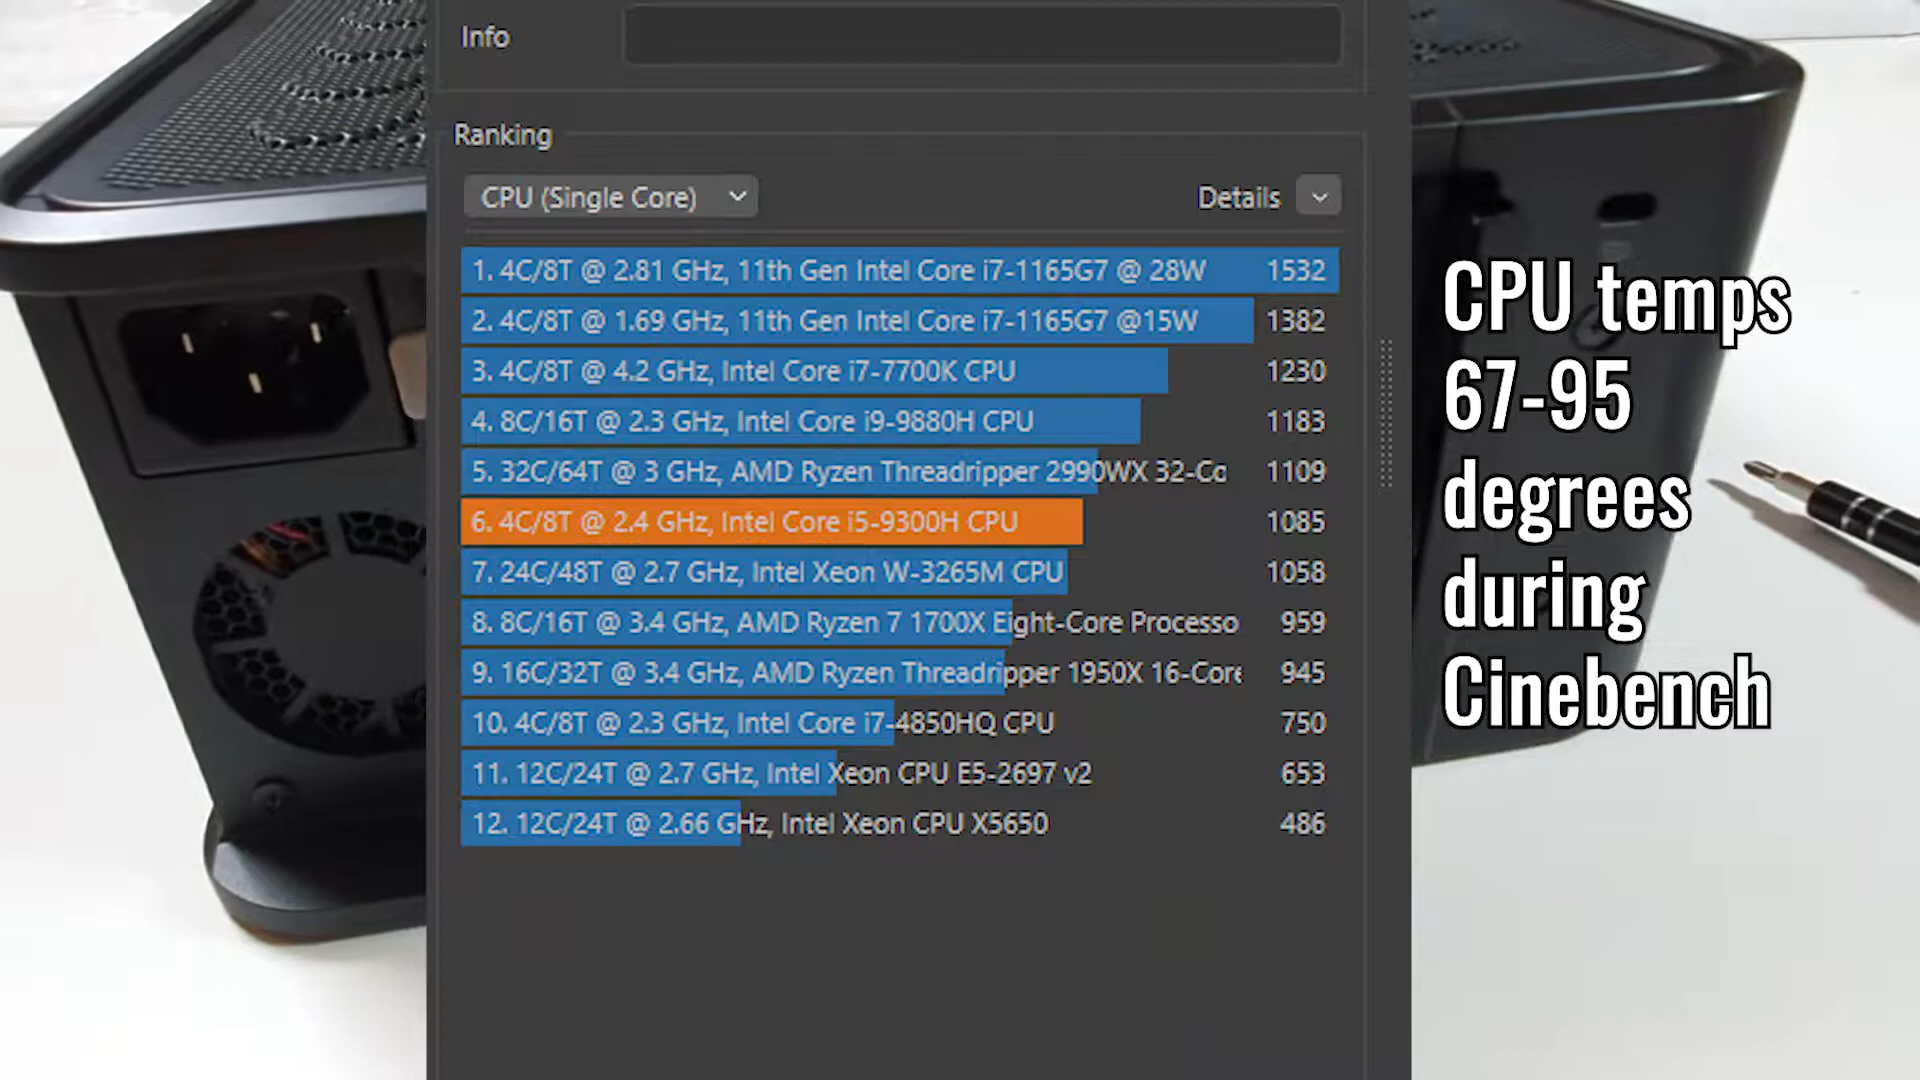 Info
Ranking
CPU (Single Core)
Details
1. 4C/8T @ 2.81 GHz, 11th Gen Intel Core i7-1165G7 @ 28W 1532
2. 4C/8T @ 1.69 GHz, 11th Gen Intel Core i7-1165G7 @15W 1382
3. 4C/8T @ 4.2 GHz, Intel Core i7-7700K CPU 1230
4. 8C/16T @ 2.3 GHz, Intel Core i9-9880H CPU 1183
5. 32C/64T @ 3 GHz, AMD Ryzen Threadripper 2990WX 32-Co 1109
6. 4C/8T @ 2.4 GHz, Intel Core i5-9300H CPU 1085
7. 24C/48T @ 2.7 GHz, Intel Xeon W-3265M CPU 1058
8. 8C/16T @ 3.4 GHz, AMD Ryzen 7 1700X Eight-Core Processo 959
9. 16C/32T @ 3.4 GHz, AMD Ryzen Threadripper 1950X 16-Core 945
10. 4C/8T @ 2.3 GHz, Intel Core i7-4850HQ CPU 750
11. 12C/24T @ 2.7 GHz, Intel Xeon CPU E5-2697 v2 653
12. 12C/24T @ 2.66 GHz, Intel Xeon CPU X5650 486
CPU temps
67-95
degrees
during
Cinebench